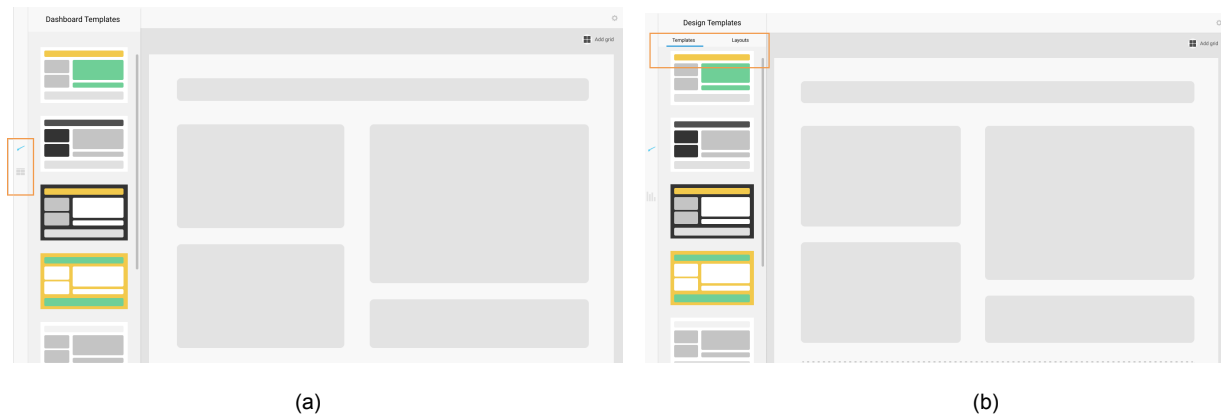 Dashboard Templates
Add grid
Design Templates
Templates Layouts
Add grid
(a) (b)